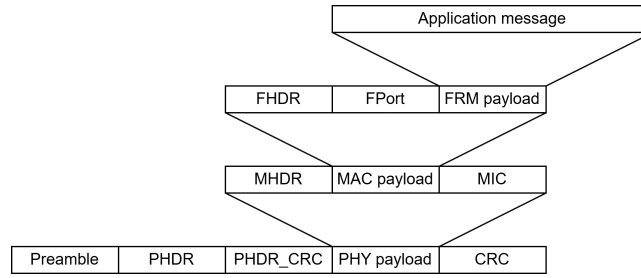 Application message
FHDR FPort FRM payload
MHDR MAC payload MIC
Preamble PHDR PHDR_CRC PHY payload CRC